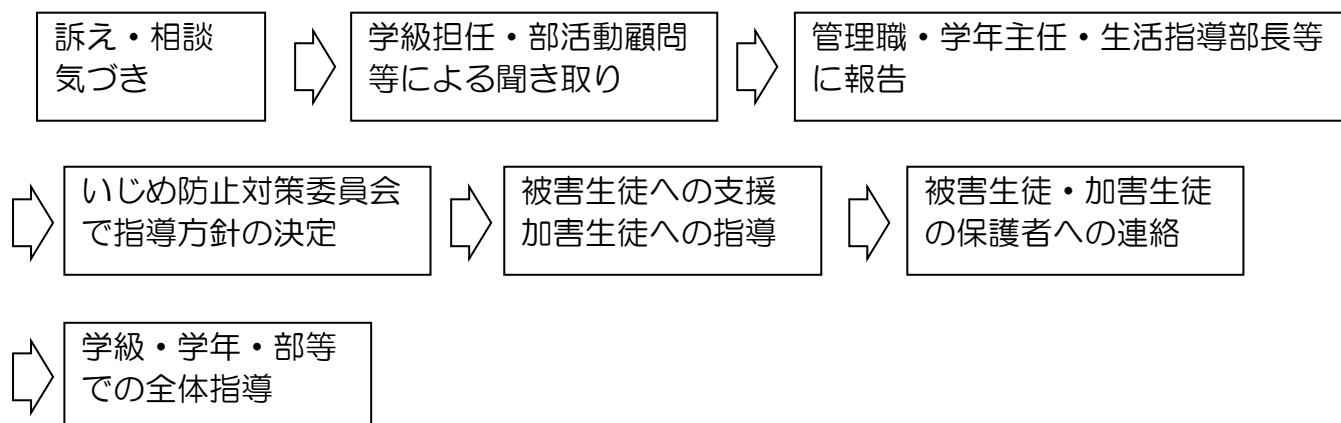 訴え・相談
気づき
学級担任・部活動顧問
等による聞き取り
管理職・学年主任・生活指導部長等
に報告
いじめ防止対策委員会
で指導方針の決定
被害生徒への支援
加害生徒への指導
被害生徒・加害生徒
の保護者への連絡
学級・学年・部等
での全体指導